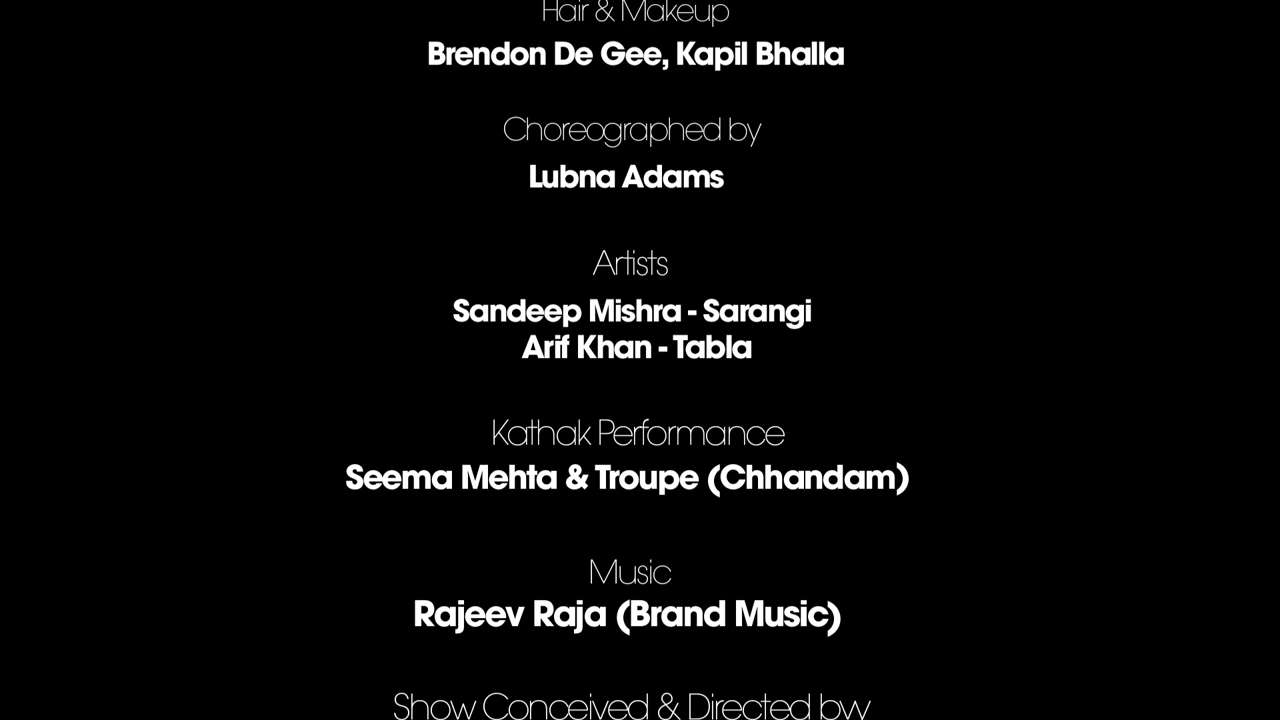 Hair & Makeup
Brendon De Gee, Kapil Bhalla
Choreographed by
Lubna Adams
Artists
Sandeep Mishra - Sarangi
Arif Khan - Tabla
Kathak Performance
Seema Mehta & Troupe (Chhandam)
Music
Rajeev Raja (Brand Music)
Show Conceived & Directed by